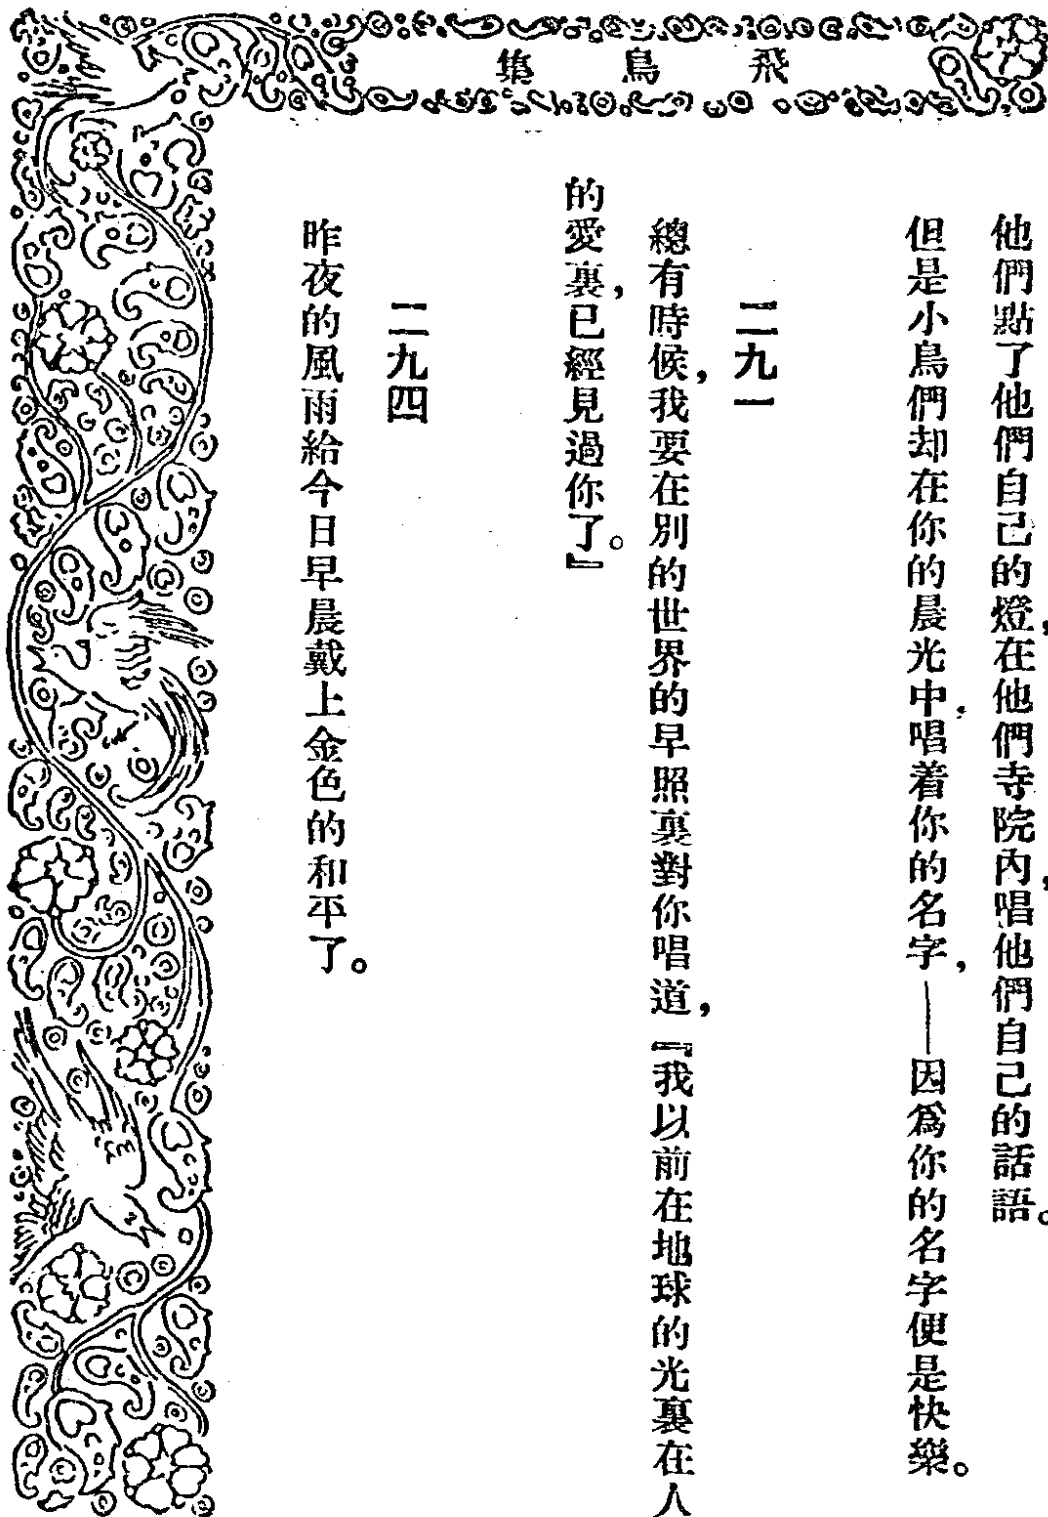 飛鳥集
他們點了他們自己的燈，在他們寺院內，唱他們自己的話語。
但是小鳥們却在你的晨光中，唱着你的名字，——因爲你的名字便是快樂。
二九一
總有時候，我要在別的世界的早照裏對你唱道，『我以前在地球的光裏在人
的愛裏，已經見過你了。』
二九四
昨夜的風雨給今日早晨戴上金色的和平了。